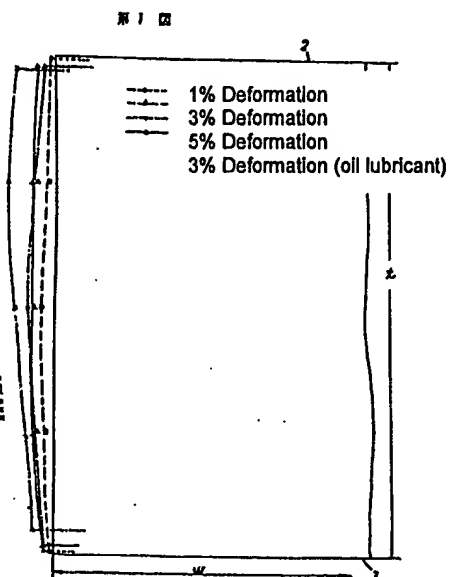 第 1 図
2
1% Deformation
3% Deformation
5% Deformation
3% Deformation (oil lubricant)
t
w